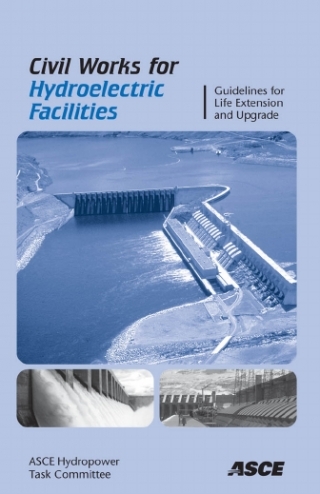 Civil Works for
Hydroelectric
Facilities
Guidelines for
Life Extension
and Upgrade
ASCE Hydropower
Task Committee
ASCE